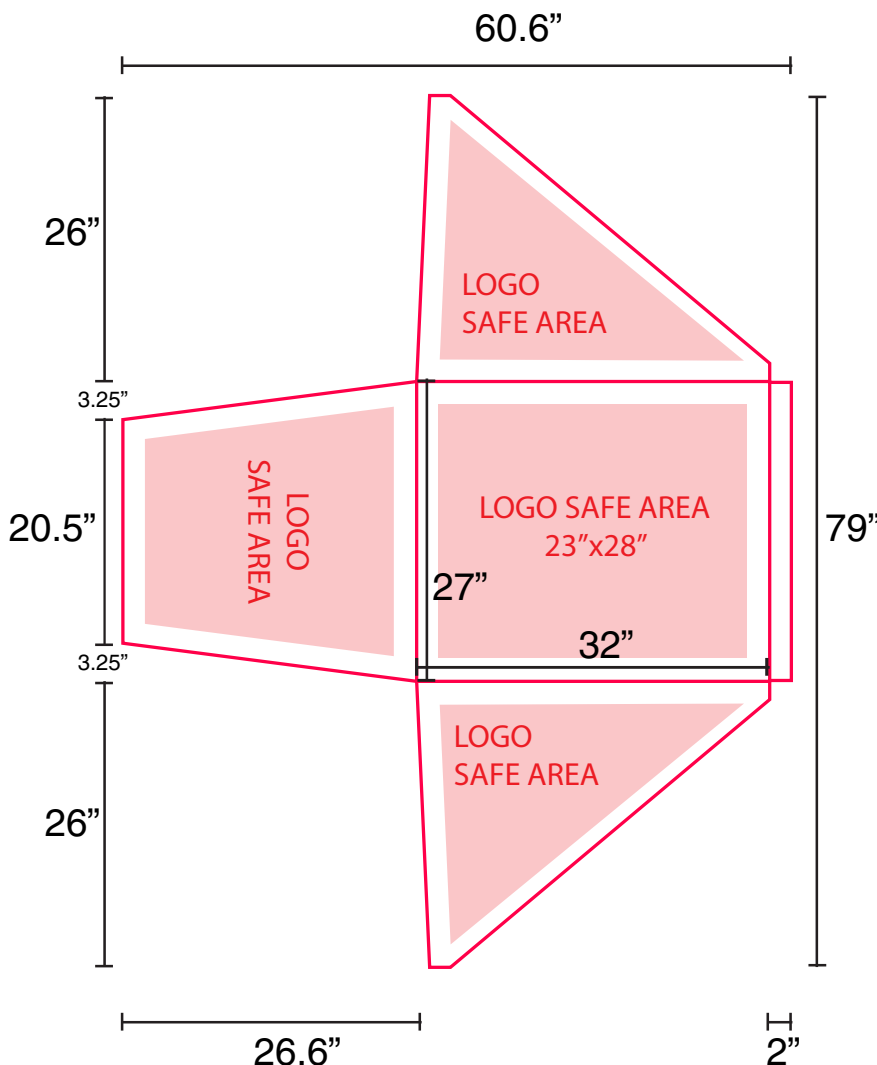 60.6”
26”
LOGO
SAFE AREA
3.25”
LOGO
SAFE AREA
LOGO SAFE AREA
23”x28”
20.5”
79”
27”
32”
3.25”
LOGO
SAFE AREA
26”
26.6”
2”